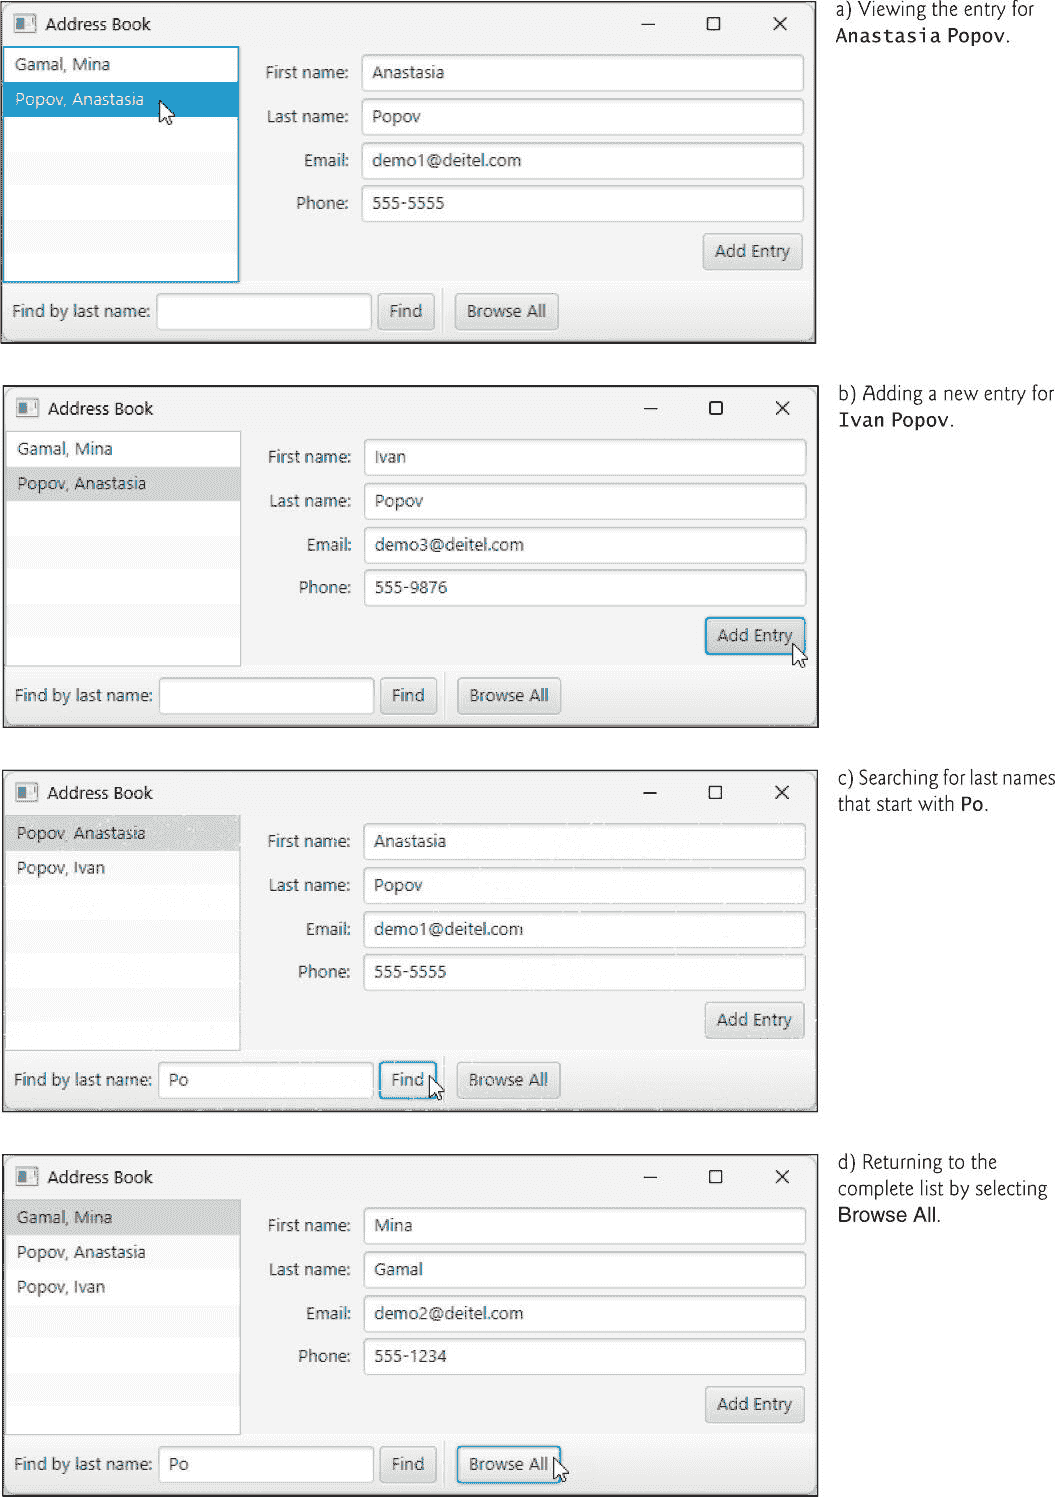 Address Book
Gamal, Mina
Popov, Anastasia
First name: Anastasia
Last name: Popov
Email: demo1@deitel.com
Phone: 555-5555
Add Entry
Find by last name: Find Browse All
a) Viewing the entry for
Anastasia Popov.
Address Book
Gamal, Mina
Popov, Anastasia
First name: Ivan
Last name: Popov
Email: demo3@deitel.com
Phone: 555-9876
Add Entry
Find by last name: Find Browse All
b) Adding a new entry for
Ivan Popov.
Address Book
Popov, Anastasia
Popov, Ivan
First name: Anastasia
Last name: Popov
Email: demo1@deitel.com
Phone: 555-5555
Add Entry
Find by last name: Po Find Browse All
c) Searching for last names
that start with Po.
Address Book
Gamal, Mina
Popov, Anastasia
Popov, Ivan
First name: Mina
Last name: Gamal
Email: demo2@deitel.com
Phone: 555-1234
Add Entry
Find by last name: Po Find Browse All
d) Returning to the
complete list by selecting
Browse All.